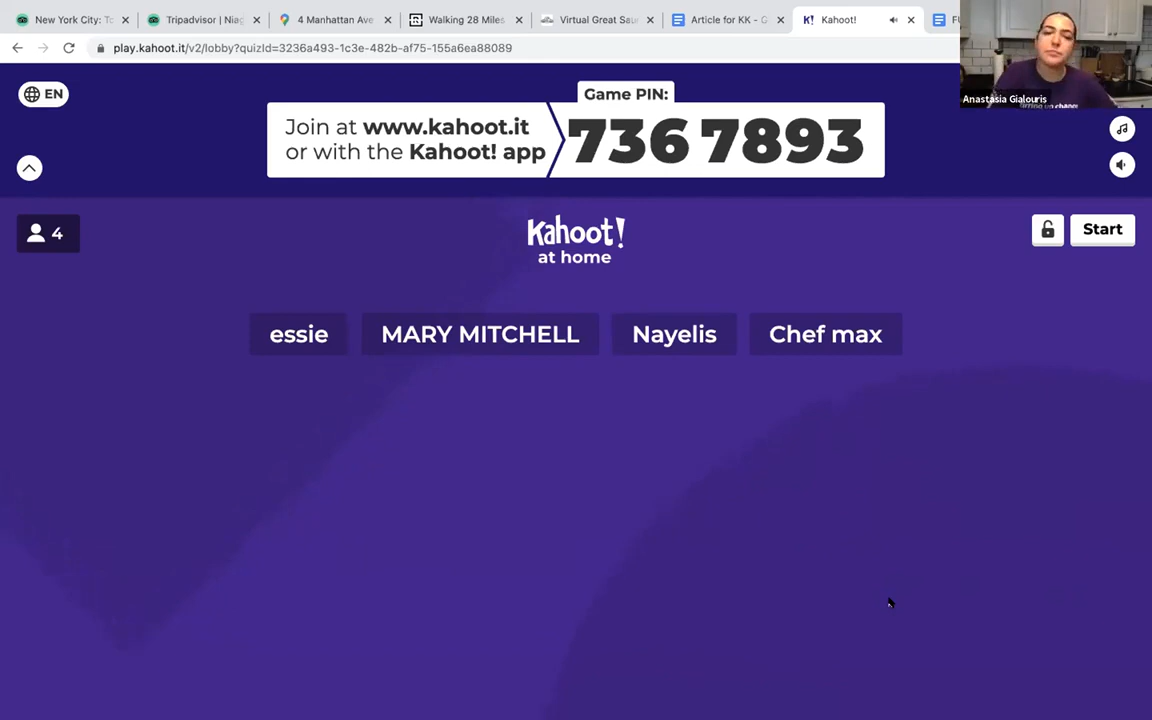 New York City: To
Tripadvisor | Niag
4 Manhattan Ave
Walking 28 Miles
Virtual Great Sau
Article for KK - G
K! Kahoot!
play.kahoot.it/v2/lobby?quizId=3236a493-1c3e-482b-af75-155a6ea88089
Anastasia Gialouris
EN
Game PIN:
Join at www.kahoot.it
or with the Kahoot! app
736 7893
4
Kahoot!
at home
Start
essie
MARY MITCHELL
Nayelis
Chef max